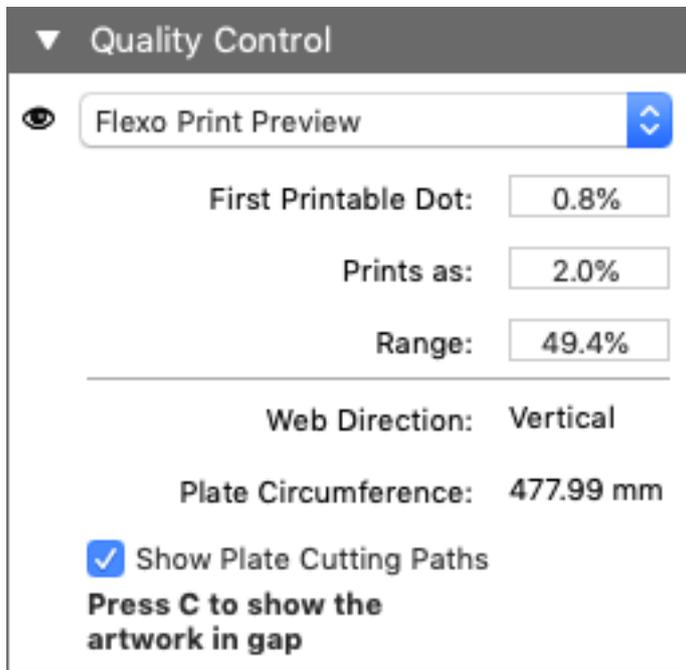 Quality Control
Flexo Print Preview
First Printable Dot: 0.8%
Prints as: 2.0%
Range: 49.4%
Web Direction: Vertical
Plate Circumference: 477.99 mm
Show Plate Cutting Paths
Press C to show the
artwork in gap